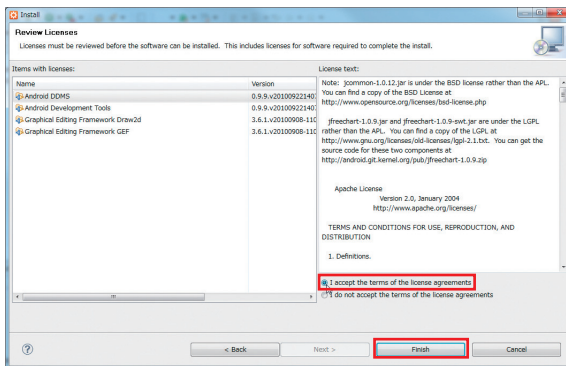 Install
Review Licenses
Licenses must be reviewed before the software can be installed. This includes licenses for software required to complete the install.
Items with licenses:
Name Version
Android DDMS 0.9.9.v20100922140
Android Development Tools 0.9.9.v20100922140
Graphical Editing Framework Draw2d 3.6.1.v20100908-110
Graphical Editing Framework GEF 3.6.1.v20100908-110
License text:
Note: jcommon-1.0.12.jar is under the BSD license rather than the APL.
You can find a copy of the BSD License at
http://www.opensource.org/licenses/bsd-license.php
jfreechart-1.0.9.jar and jfreechart-1.0.9-swt.jar are under the LGPL
rather than the APL. You can find a copy of the LGPL at
http://www.gnu.org/licenses/old-licenses/lgpl-2.1.txt. You can get the
source code for these two components at
http://android.git.kernel.org/pub/jfreechart-1.0.9.zip
Apache License
Version 2.0, January 2004
http://www.apache.org/licenses/
TERMS AND CONDITIONS FOR USE, REPRODUCTION, AND
DISTRIBUTION
1. Definitions.
I accept the terms of the license agreements
I do not accept the terms of the license agreements
< Back Next > Finish Cancel